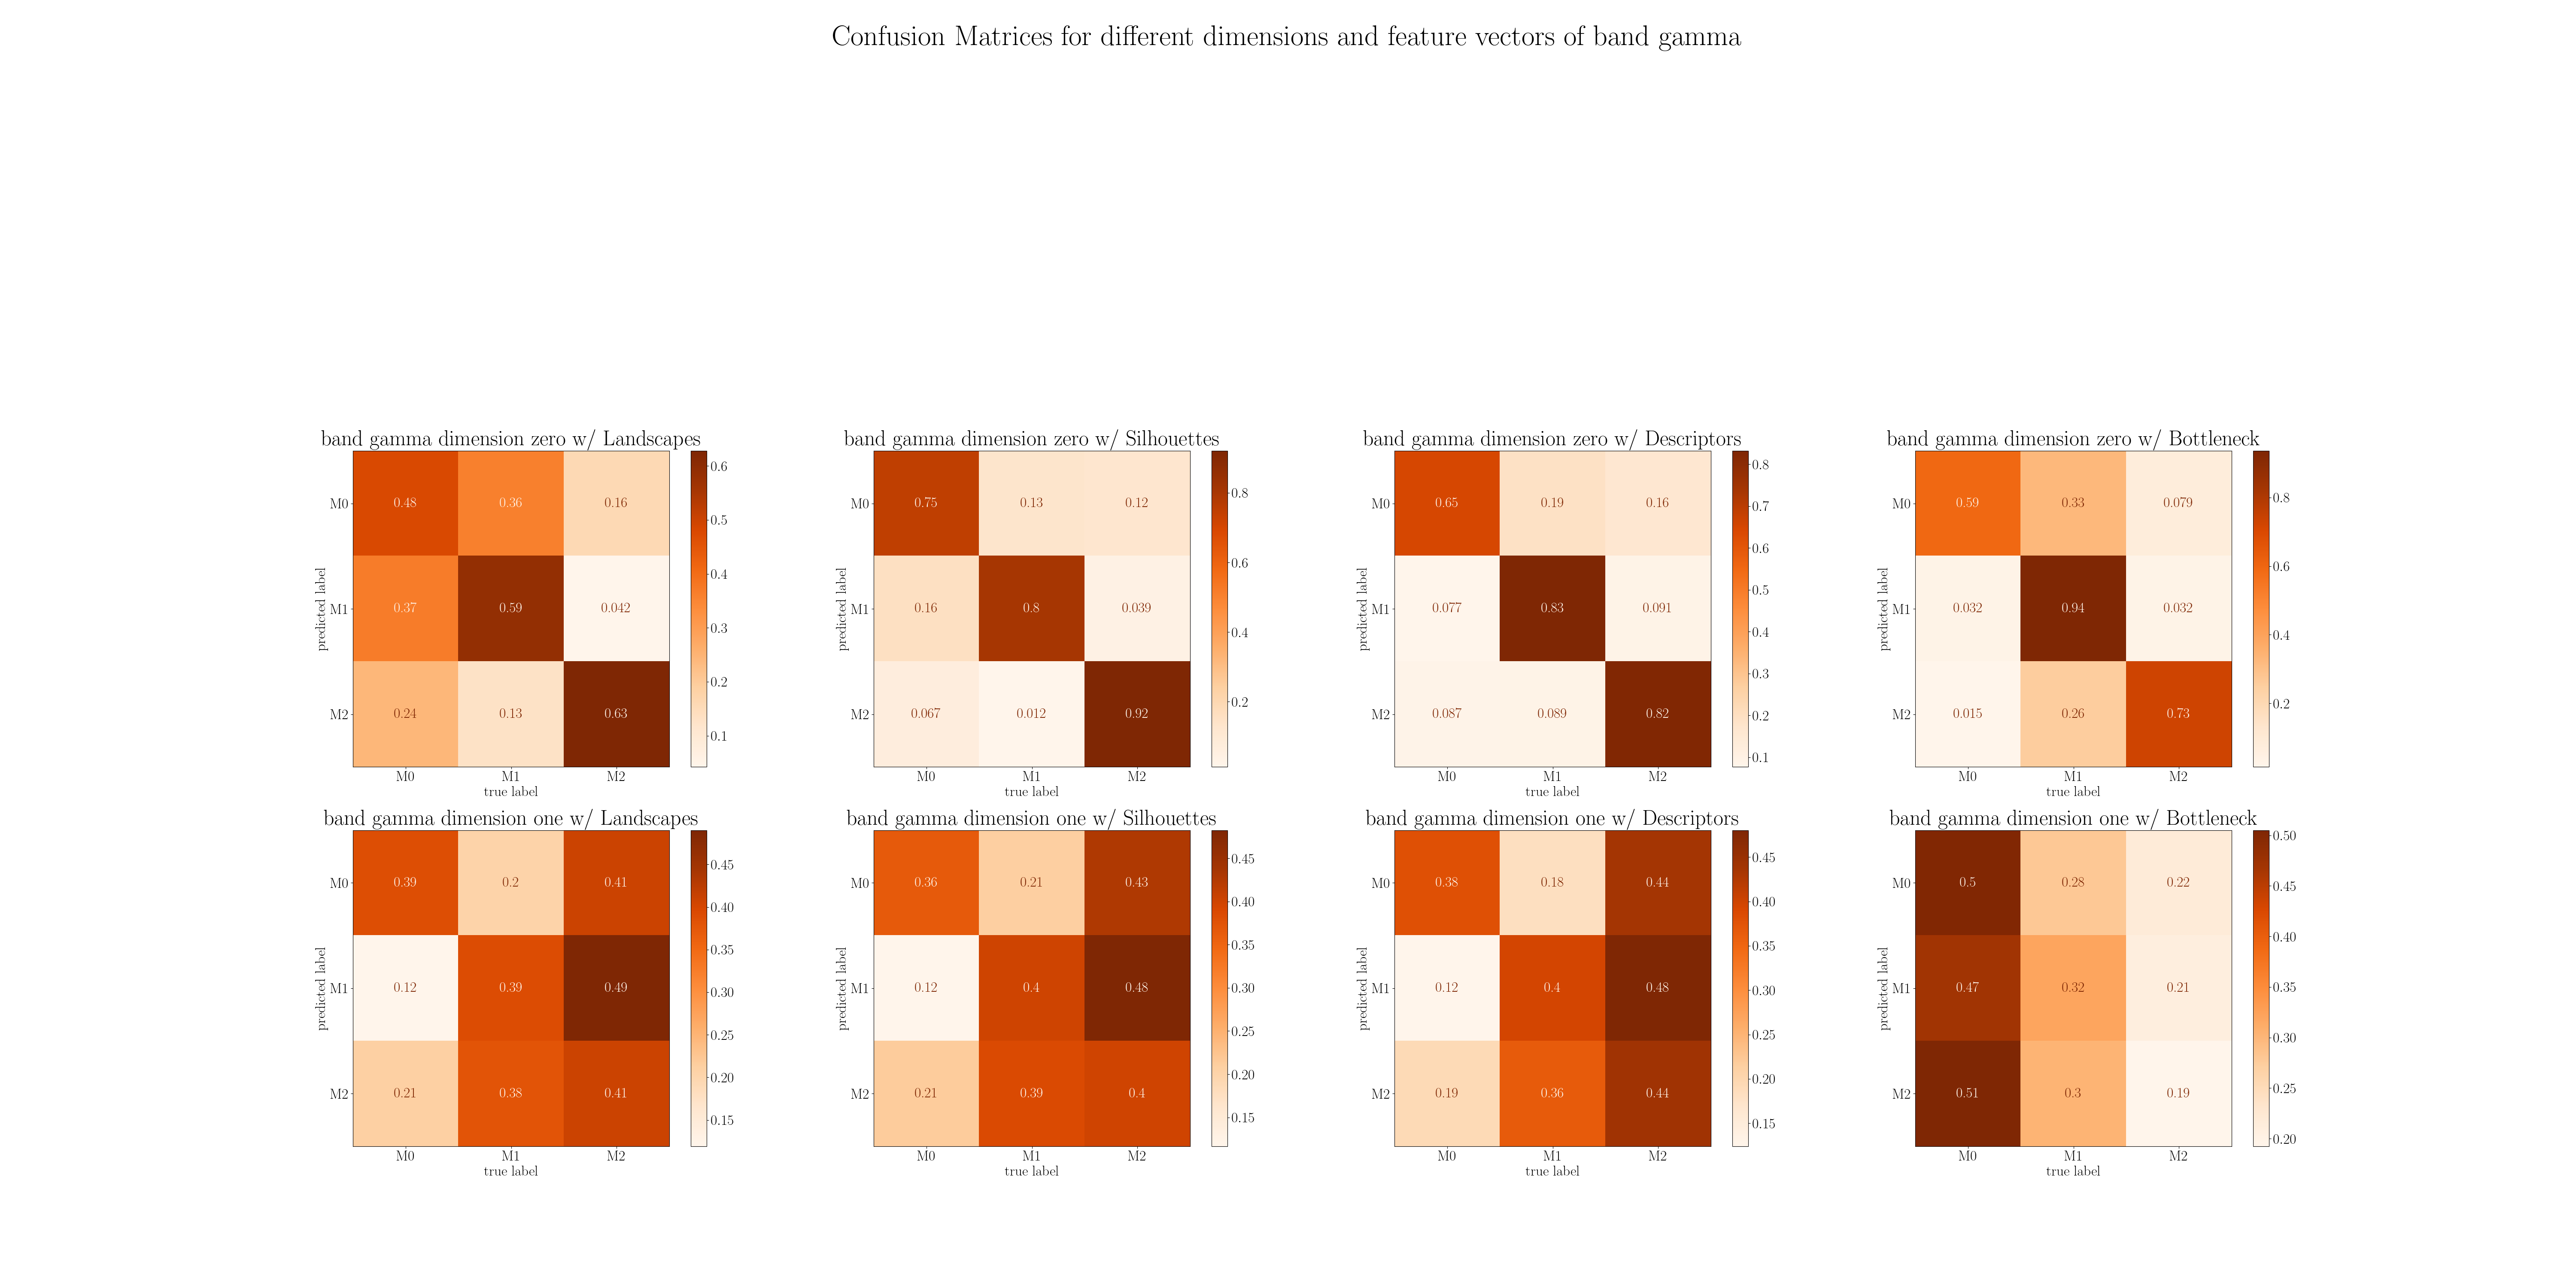 Confusion Matrices for different dimensions and feature vectors of band gamma
band gamma dimension zero w/ Landscapes
0.6
M0
0.48
0.36
0.16
0.5
0.4
predicted label
M1
0.37
0.59
0.042
0.3
0.2
M2
0.24
0.13
0.63
0.1
M0
M1
M2
true label
band gamma dimension zero w/ Silhouettes
0.8
M0
0.75
0.13
0.12
0.6
predicted label
M1
0.16
0.8
0.039
0.4
M2
0.067
0.012
0.92
0.2
M0
M1
M2
true label
band gamma dimension zero w/ Descriptors
0.8
M0
0.65
0.19
0.16
0.7
0.6
0.5
predicted label
M1
0.077
0.83
0.091
0.4
0.3
M2
0.087
0.089
0.82
0.2
0.1
M0
M1
M2
true label
band gamma dimension zero w/ Bottleneck
0.8
M0
0.59
0.33
0.079
0.6
predicted label
M1
0.032
0.94
0.032
0.4
M2
0.015
0.26
0.73
0.2
M0
M1
M2
true label
band gamma dimension one w/ Landscapes
0.45
M0
0.39
0.2
0.41
0.40
0.35
predicted label
M1
0.12
0.39
0.49
0.30
0.25
M2
0.21
0.38
0.41
0.20
0.15
M0
M1
M2
true label
band gamma dimension one w/ Silhouettes
0.45
M0
0.36
0.21
0.43
0.40
0.35
predicted label
M1
0.12
0.4
0.48
0.30
0.25
M2
0.21
0.39
0.4
0.20
0.15
M0
M1
M2
true label
band gamma dimension one w/ Descriptors
0.45
M0
0.38
0.18
0.44
0.40
0.35
predicted label
M1
0.12
0.4
0.48
0.30
0.25
M2
0.19
0.36
0.44
0.20
0.15
M0
M1
M2
true label
band gamma dimension one w/ Bottleneck
0.50
M0
0.5
0.28
0.22
0.45
0.40
predicted label
M1
0.47
0.32
0.21
0.35
0.30
M2
0.51
0.3
0.19
0.25
0.20
M0
M1
M2
true label